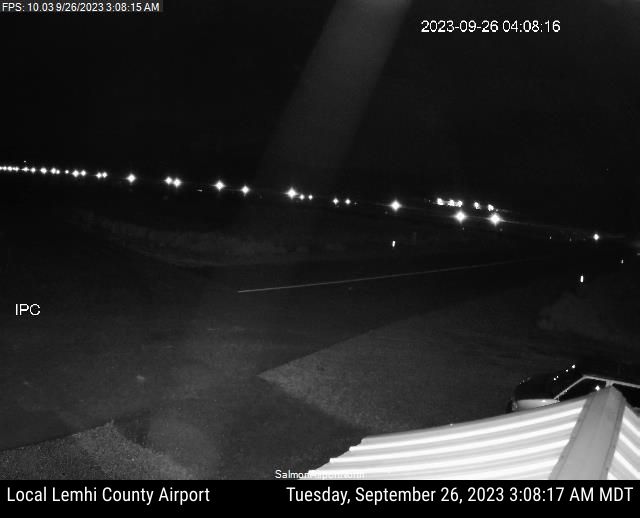 FPS: 10.03 9/26/2023 3:08:15 AM
2023-09-26 04:08:16
IPC
Local Lemhi County Airport
Tuesday, September 26, 2023 3:08:17 AM MDT